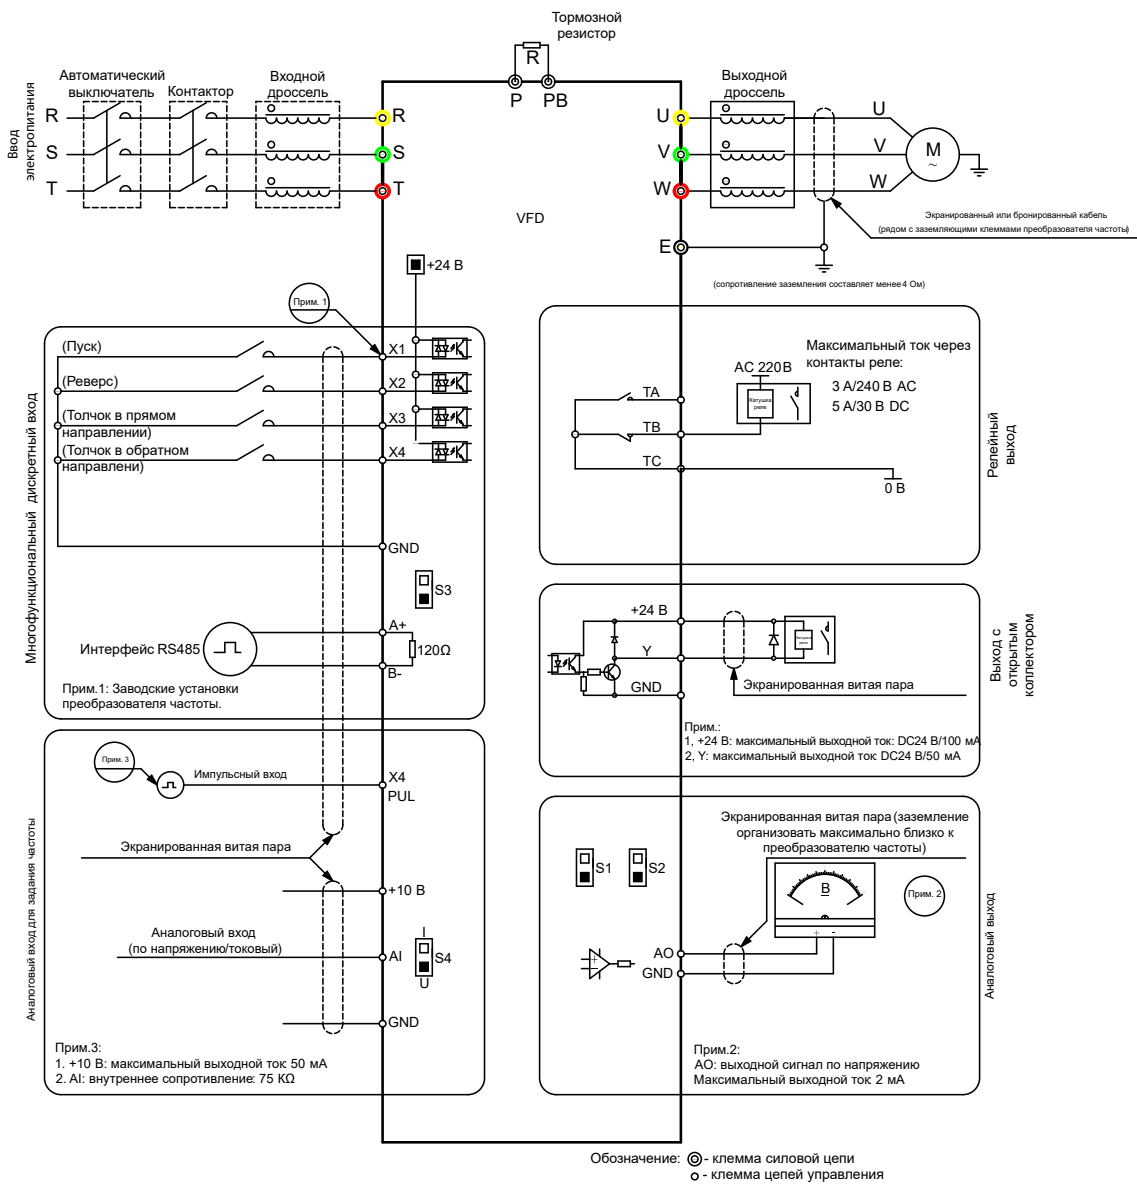 Тормозной
резистор
R
P
PB
Автоматический
выключатель
Контактор
Входной
дроссель
Выходной
дроссель
Ввод
электропитания
R
S
T
R
S
T
U
V
W
U
V
W
M
~
VFD
E
Экранированный или бронированный кабель
(рядом с заземляющими клеммами преобразователя частоты)
(сопротивление заземления составляет менее 4 Ом)
+24 В
Прим. 1
Многофункциональный дискретный вход
(Пуск)
X1
(Реверс)
X2
(Толчок в прямом
направлении)
X3
(Толчок в обратном
направлени)
X4
GND
S3
A+
Интерфейс RS485
120Ω
B-
Прим.1: Заводские установки
преобразователя частоты.
Аналоговый вход для задания частоты
Прим. 3
Импульсный вход
X4
PUL
Экранированная витая пара
+10 В
Аналоговый вход
(по напряжению/токовый)
AI
I
S4
U
GND
Прим.3:
1. +10 В: максимальный выходной ток: 50 мА
2. AI: внутреннее сопротивление: 75 КΩ
Релейный
выход
Максимальный ток через
контакты реле:
3 А/240 В AC
5 А/30 В DC
AC 220В
Катушка
реле
TA
TB
TC
0 В
Выход с
открытым
коллектором
+24 В
Y
GND
Катушка
реле
Экранированная витая пара
Прим.:
1, +24 В: максимальный выходной ток: DC24 В/100 мА
2, Y: максимальный выходной ток: DC24 В/50 мА
Аналоговый выход
Экранированная витая пара (заземление
организовать максимально близко к
преобразователю частоты)
S1
S2
В
Прим. 2
+ -
AO
GND
Прим.2:
АО: выходной сигнал по напряжению
Максимальный выходной ток: 2 мА
Обозначение: - клемма силовой цепи
- клемма цепей управления